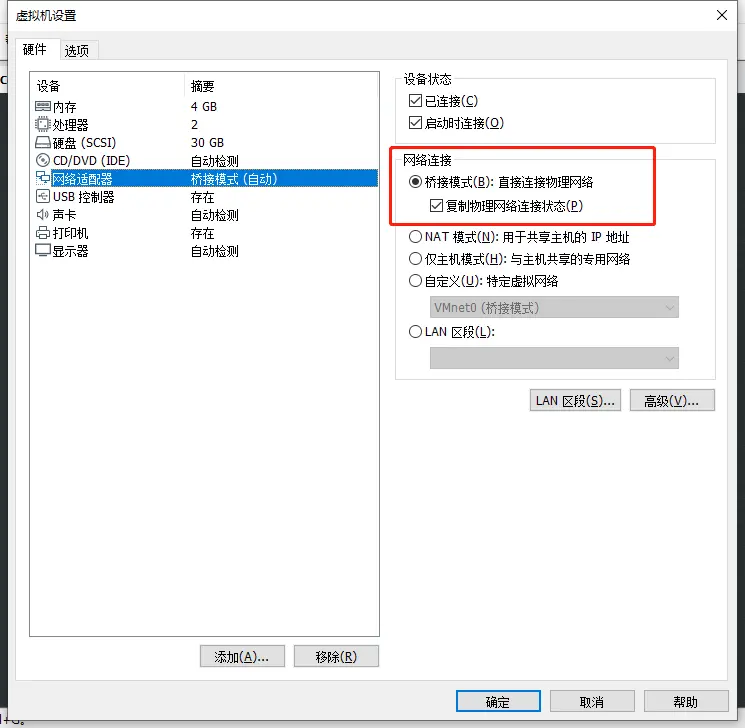 虚拟机设置
硬件 选项
设备 摘要
内存 4 GB
处理器 2
硬盘 (SCSI) 30 GB
CD/DVD (IDE) 自动检测
网络适配器 桥接模式 (自动)
USB 控制器 存在
声卡 自动检测
打印机 存在
显示器 自动检测
添加(A)... 移除(R)
设备状态
已连接(C)
启动时连接(O)
网络连接
桥接模式(B): 直接连接物理网络
复制物理网络连接状态(P)
NAT 模式(N): 用于共享主机的 IP 地址
仅主机模式(H): 与主机共享的专用网络
自定义(U): 特定虚拟网络
VMnet0 (桥接模式)
LAN 区段(L):
LAN 区段(S)... 高级(V)...
确定 取消 帮助